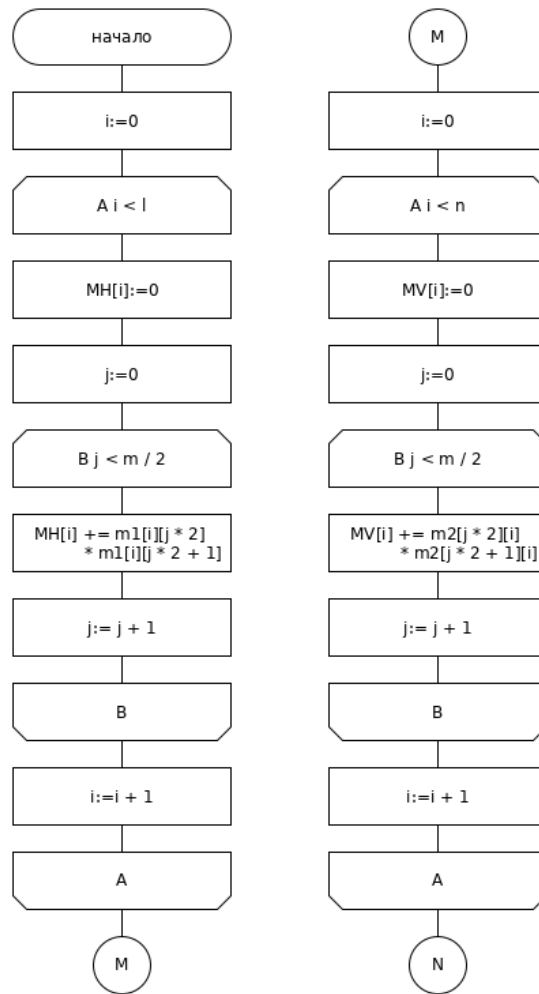 начало
i:=0
A i < l
MH[i]:=0
j:=0
B j < m / 2
MH[i] += m1[i][j * 2]
* m1[i][j * 2 + 1]
j:= j + 1
B
i:=i + 1
A
M
M
i:=0
A i < n
MV[i]:=0
j:=0
B j < m / 2
MV[i] += m2[j * 2][i]
* m2[j * 2 + 1][i]
j:= j + 1
B
i:=i + 1
A
N